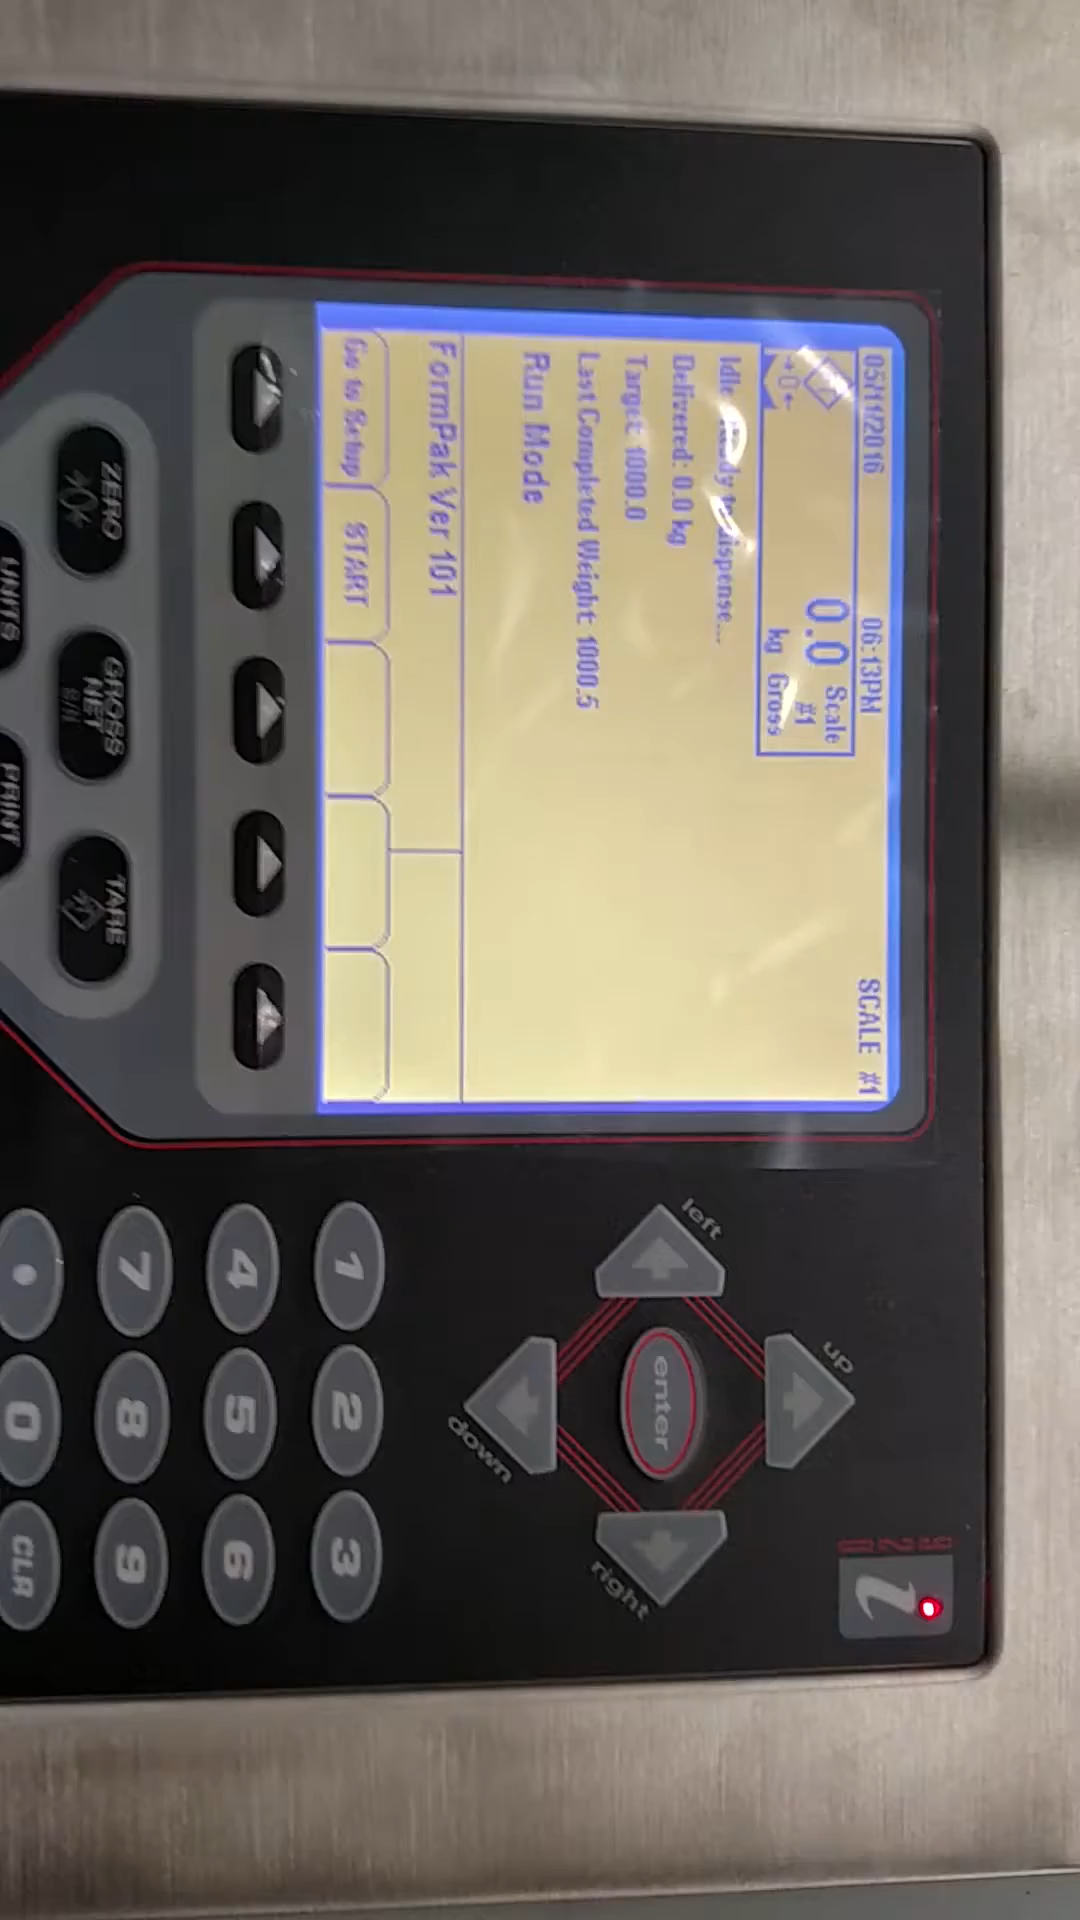 05/11/2016 06:13PM SCALE #1
0.0 Scale
#1
kg Gross
→0←
Idle to dispense...
Delivered: 0.0 kg
Target: 1000.0
Last Completed Weight: 1000.5
Run Mode
FormPak Ver 101
Go to Setup START
ZERO
→0←
GROSS
NET
B/N
TARE
UNITS
PRINT
920
i
up
left
enter
right
down
1 2 3
4 5 6
7 8 9
• 0 CLR